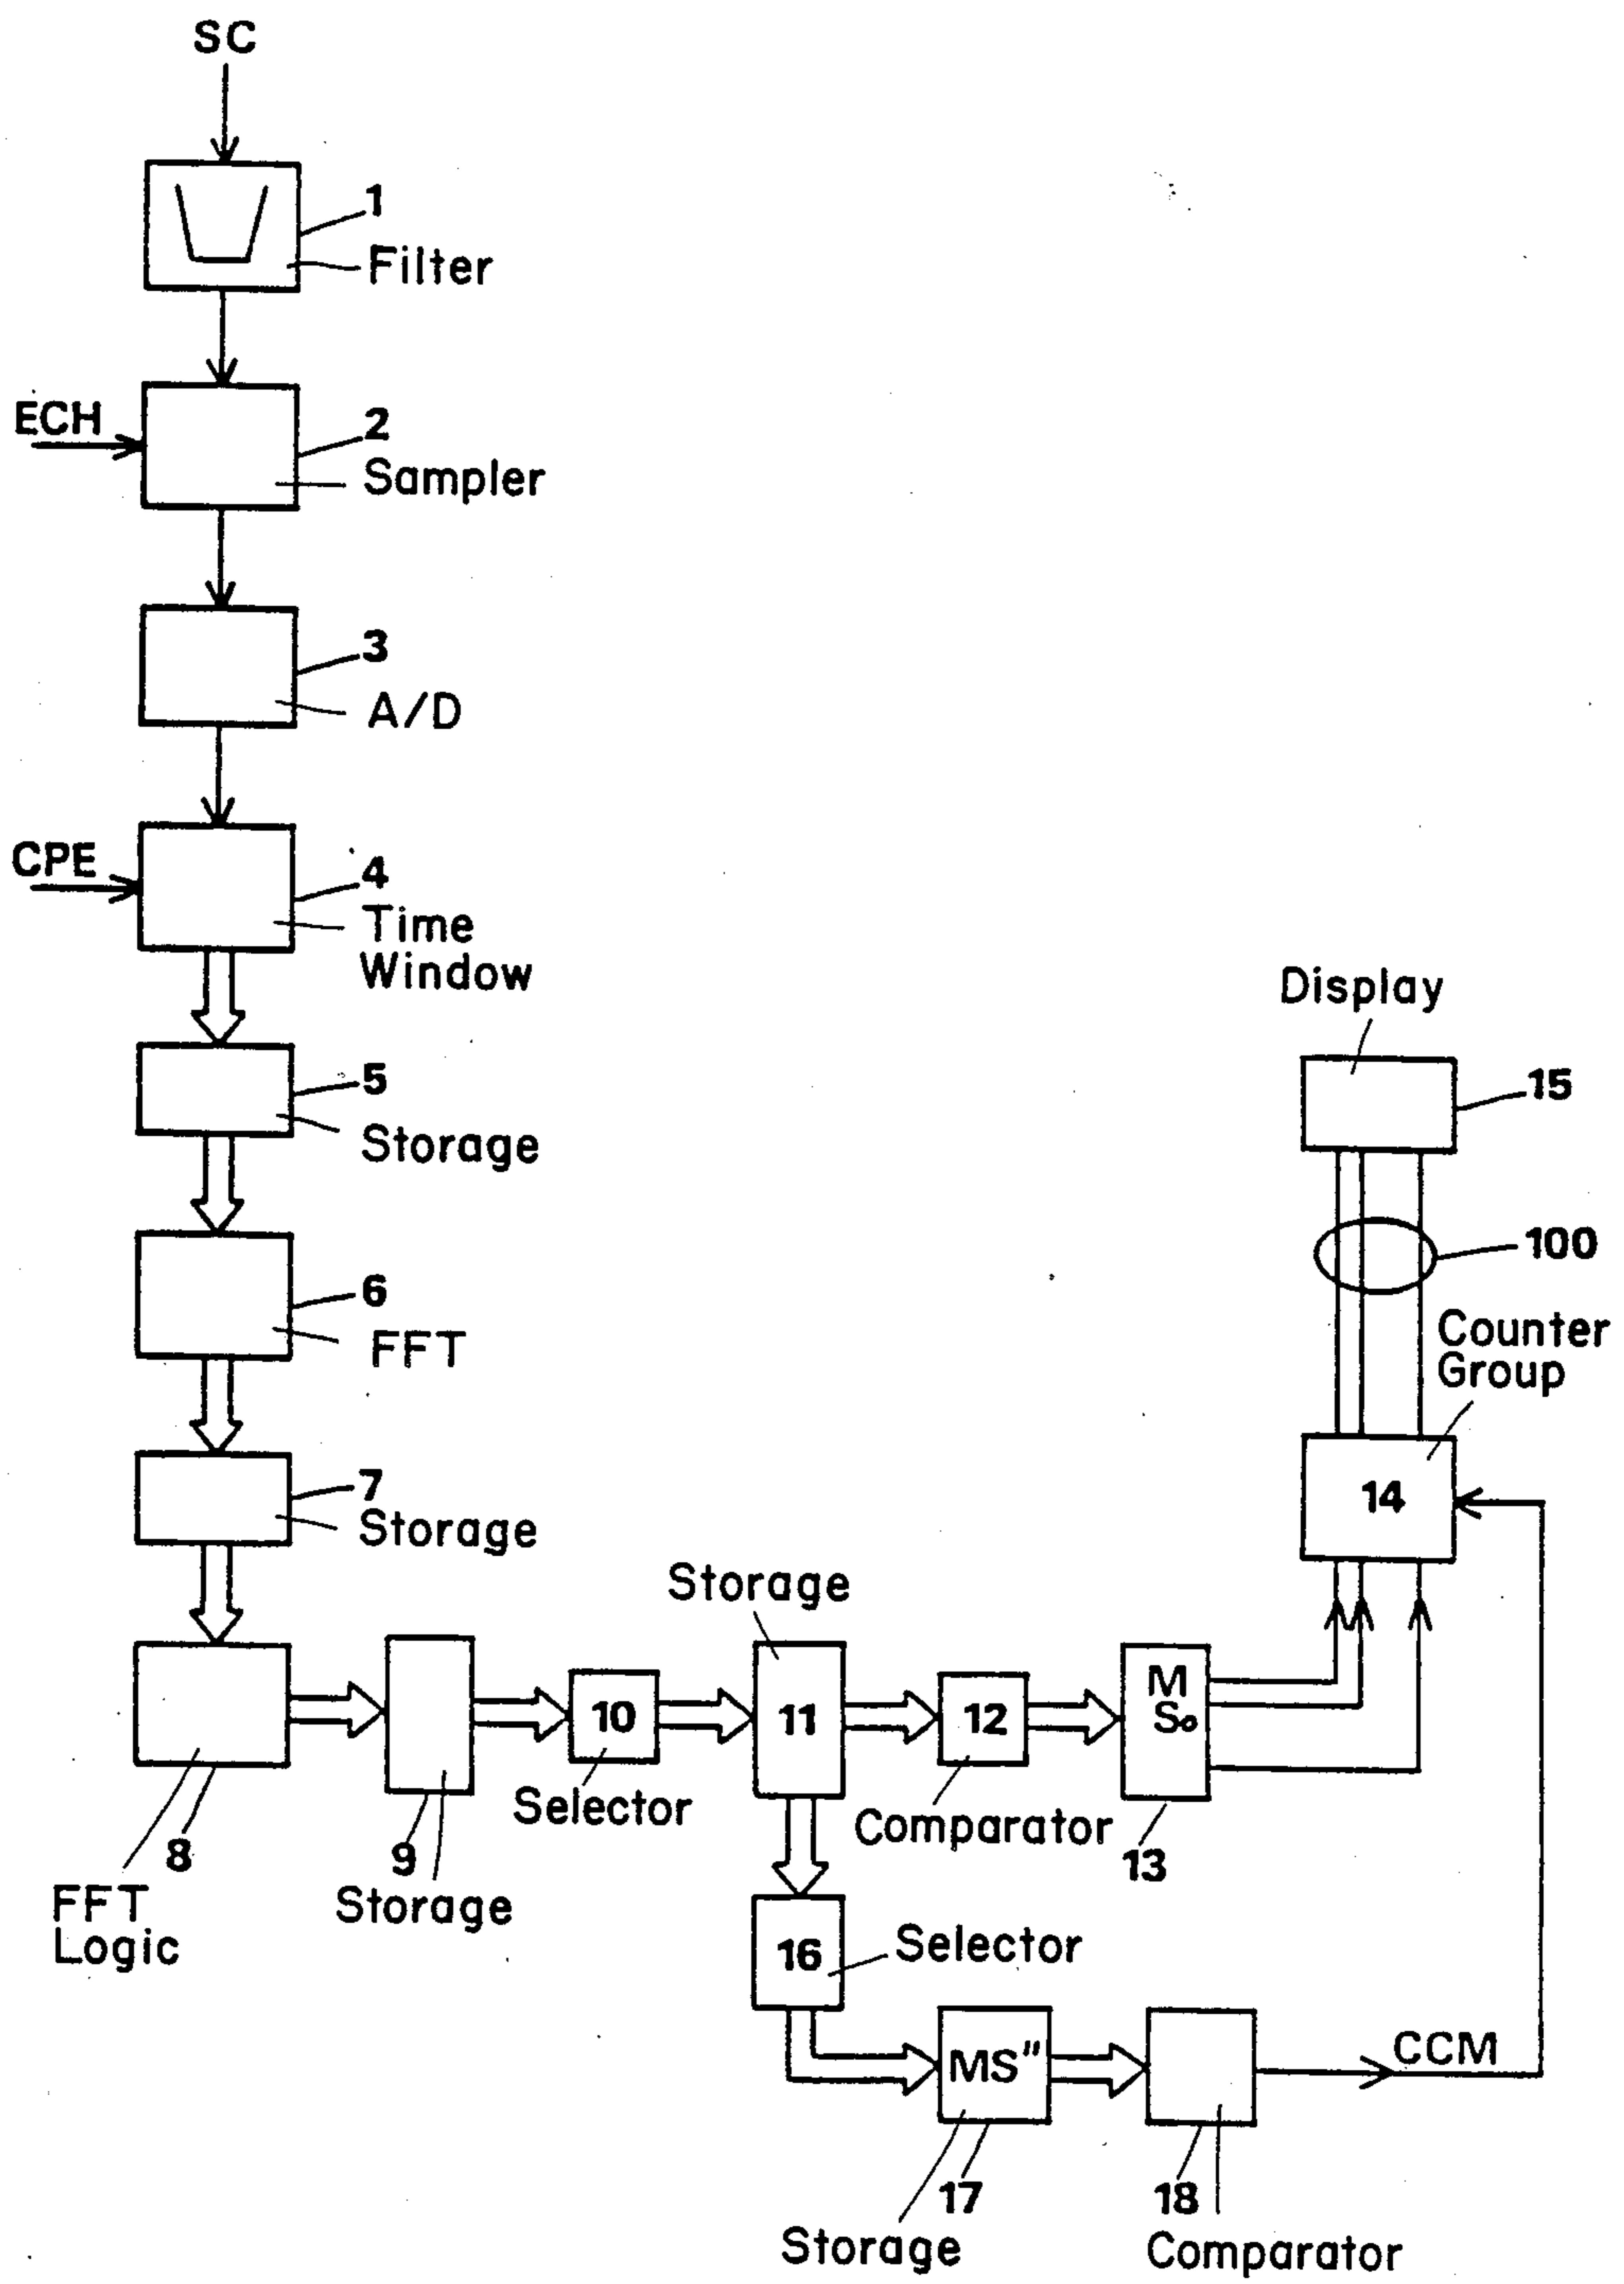 SC
1
Filter
ECH
2
Sampler
3
A/D
CPE
4
Time
Window
5
Storage
6
FFT
7
Storage
8
FFT
Logic
9
Storage
10
Selector
Storage
11
12
Comparator
M
So
13
Display
15
100
Counter
Group
14
16
Selector
MS"
17
Storage
18
Comparator
CCM